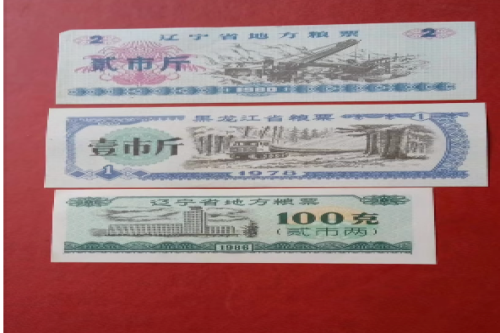 2 辽宁省地方粮票 2
贰市斤
1980
黑龙江省粮票 1
壹市斤
1 1978
辽宁省地方粮票
100克
(贰市两)
1986